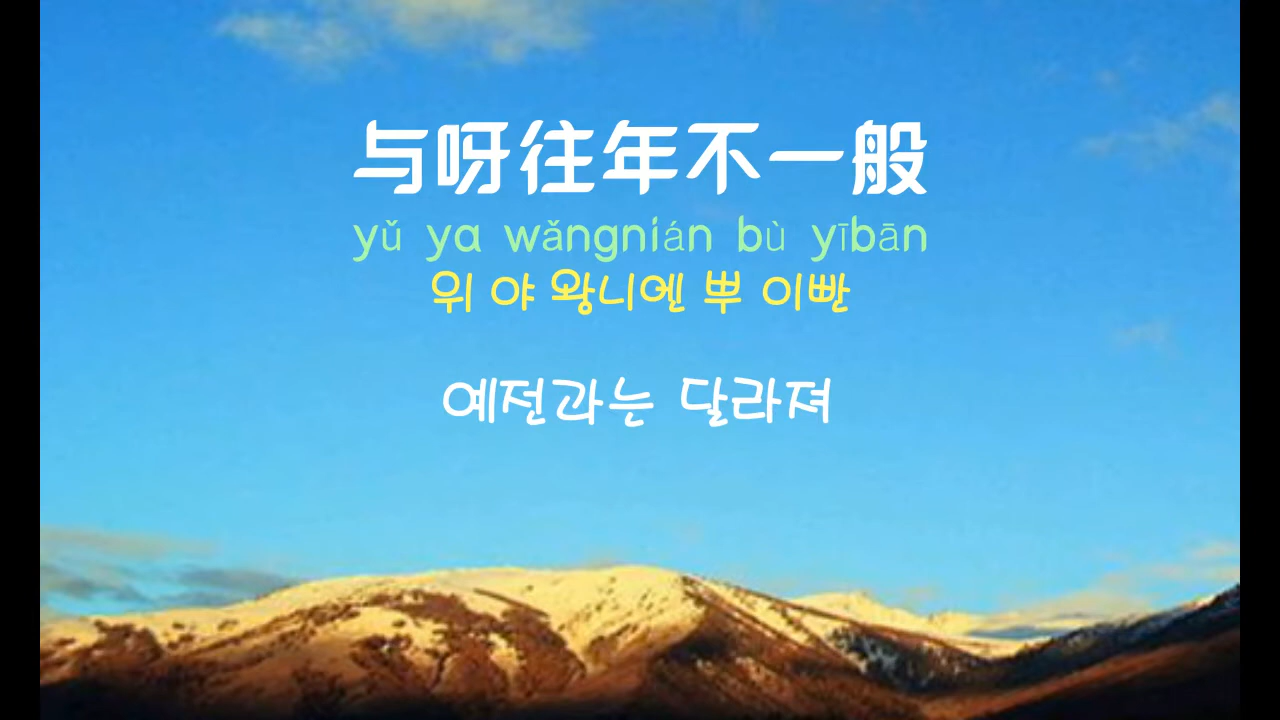 与呀往年不一般
yǔ ya wǎngnián bù yībān
위 야 왕니엔 뿌 이빤
예전과는 달라져